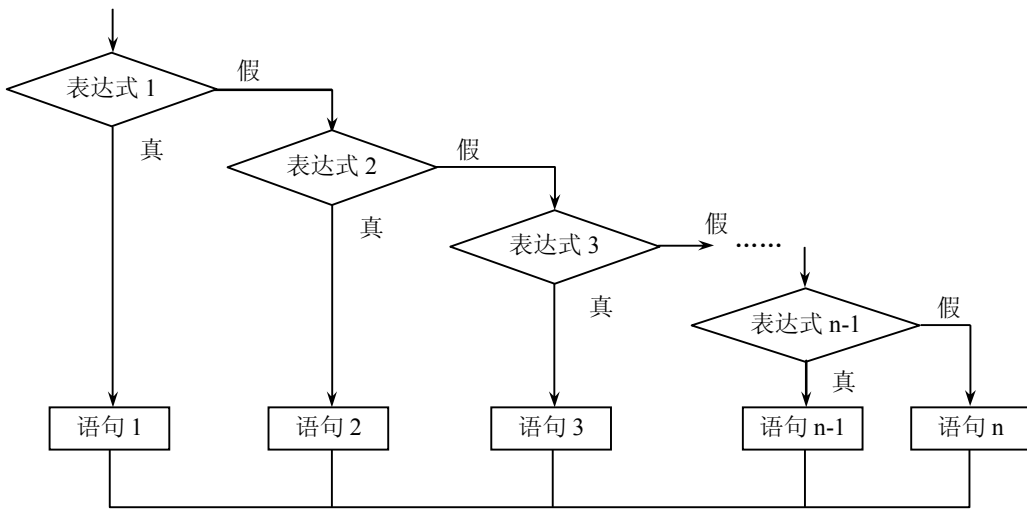 假
表达式 1
真
假
表达式 2
真
假
……
表达式 3
真
假
表达式 n-1
真
语句 1
语句 2
语句 3
语句 n-1
语句 n